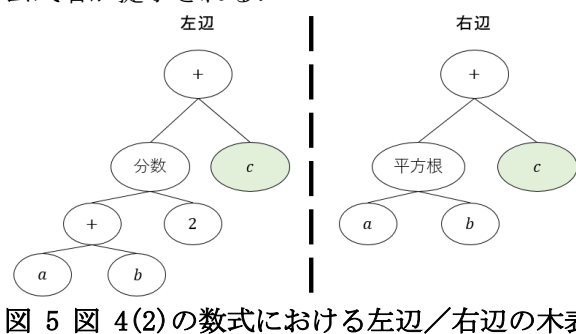 左辺 右辺
+ +
分数 c 平方根 c
+ 2 a b
a b
図 5 図 4(2)の数式における左辺／右辺の木表